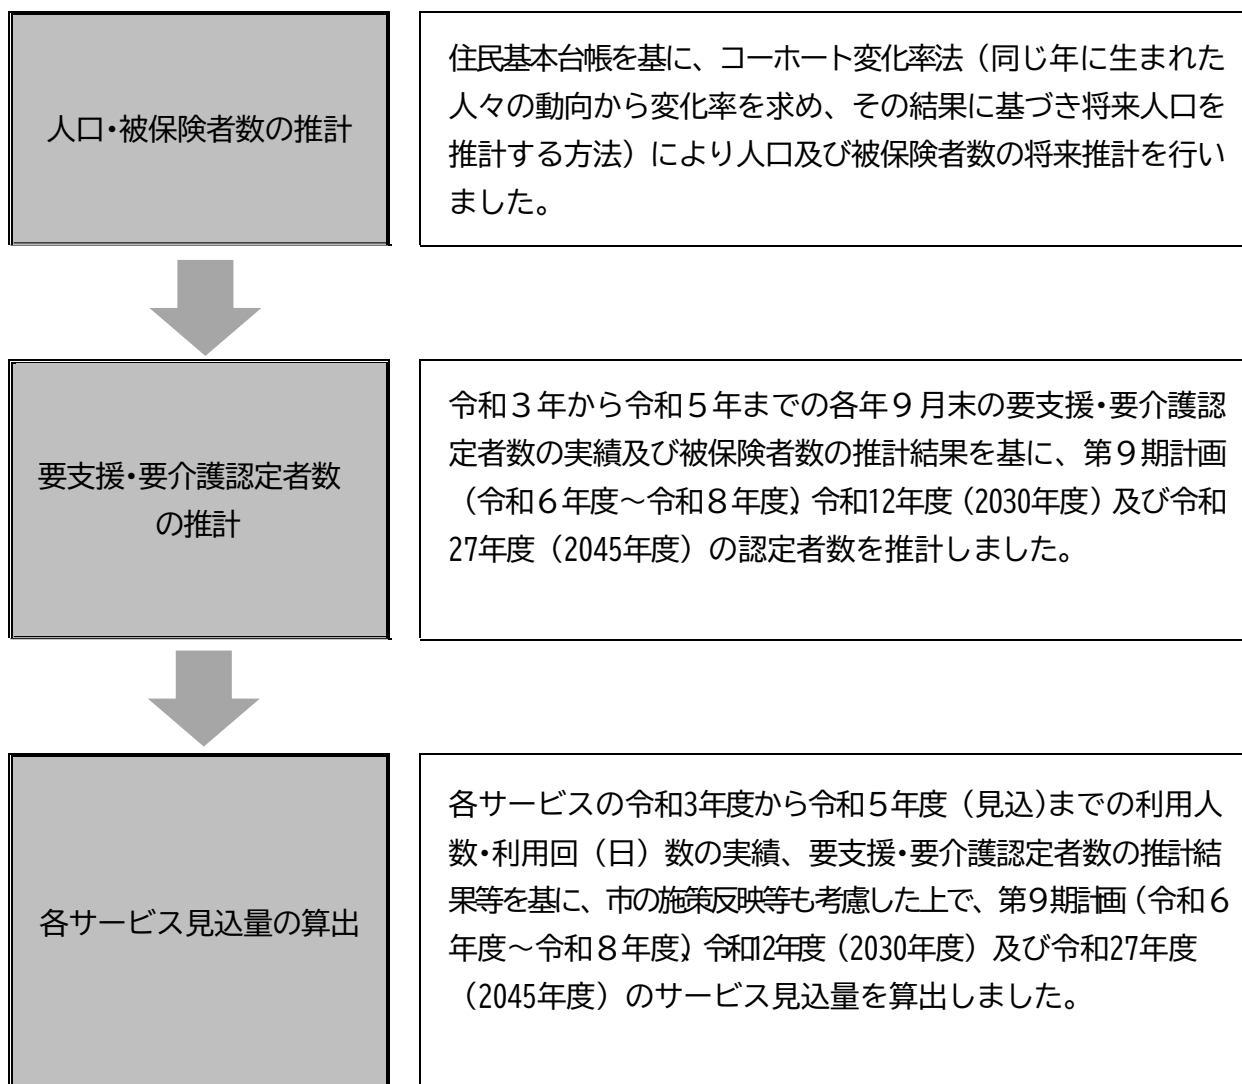 人口・被保険者数の推計
住民基本台帳を基に、コーホート変化率法（同じ年に生まれた
人々の動向から変化率を求め、その結果に基づき将来人口を
推計する方法）により人口及び被保険者数の将来推計を行い
ました。
要支援・要介護認定者数
の推計
令和３年から令和５年までの各年９月末の要支援・要介護認
定者数の実績及び被保険者数の推計結果を基に、第９期計画
（令和６年度～令和８年度）、令和12年度（2030年度）及び令和
27年度（2045年度）の認定者数を推計しました。
各サービス見込量の算出
各サービスの令和3年度から令和５年度（見込)までの利用人
数・利用回（日）数の実績、要支援・要介護認定者数の推計結
果等を基に、市の施策反映等も考慮した上で、第９期計画（令和６
年度～令和８年度）、令和12年度（2030年度）及び令和27年度
（2045年度）のサービス見込量を算出しました。